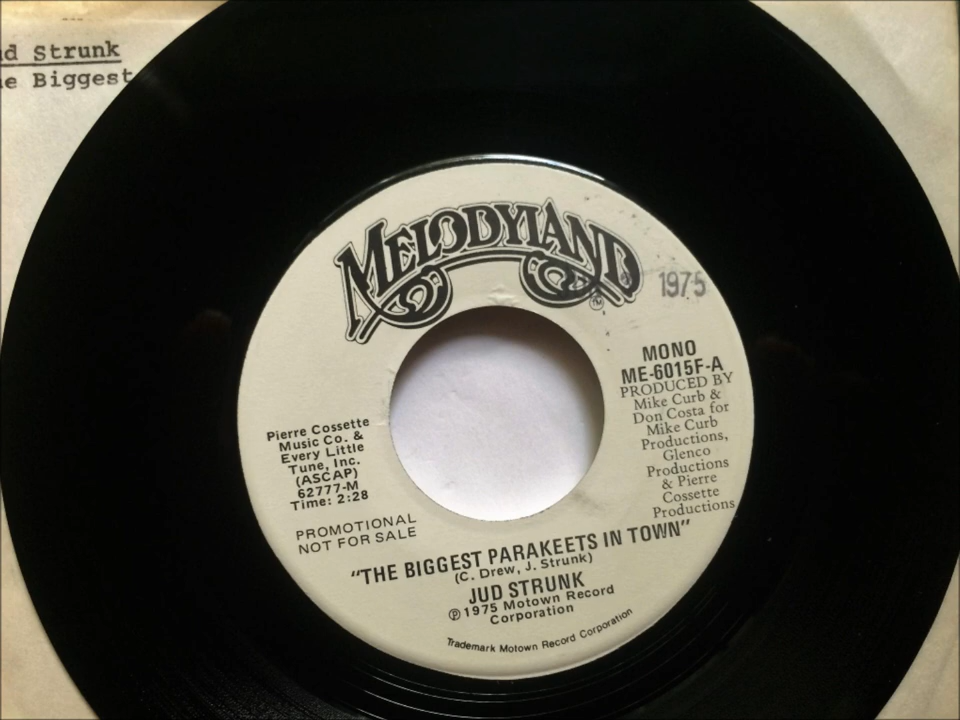 d Strunk
e Biggest
MELODYLAND
TM
1975
MONO
ME-6015F-A
PRODUCED BY
Mike Curb &
Don Costa for
Mike Curb
Productions,
Glenco
Productions
& Pierre
Cossette
Productions
Pierre Cossette
Music Co. &
Every Little
Tune, Inc.
(ASCAP)
62777-M
Time: 2:28
PROMOTIONAL
NOT FOR SALE
"THE BIGGEST PARAKEETS IN TOWN"
(C. Drew, J. Strunk)
JUD STRUNK
℗1975 Motown Record
Corporation
Trademark Motown Record Corporation